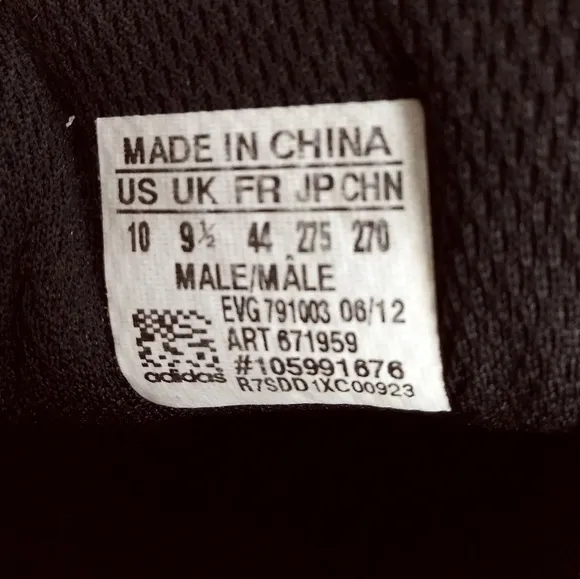 MADE IN CHINA
US UK FR JP CHN
10 9½ 44 275 270
MALE/MÂLE
EVG 791003 06/12
ART 671959
#105991676
adidas
R7SDD1XC00923